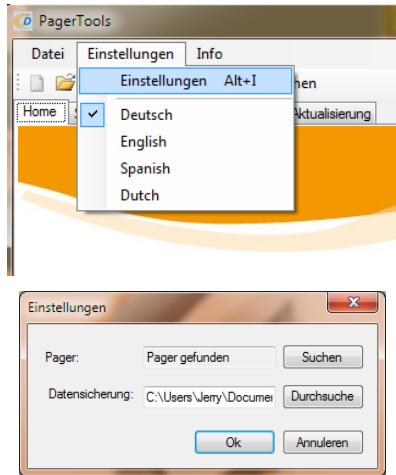 PagerTools
Datei Einstellungen Info
Einstellungen Alt+I
hen
Home
Aktualisierung
Deutsch
English
Spanish
Dutch
Einstellungen
Pager: Pager gefunden Suchen
Datensicherung: C:\Users\Jerry\Documer Durchsuche
Ok Annuleren